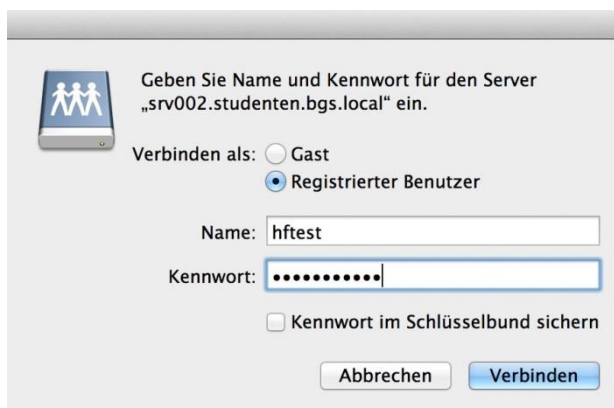 Geben Sie Name und Kennwort für den Server
„srv002.studenten.bgs.local“ ein.
Verbinden als: Gast
Registrierter Benutzer
Name: hftest
Kennwort: •••••••••••
Kennwort im Schlüsselbund sichern
Abbrechen Verbinden